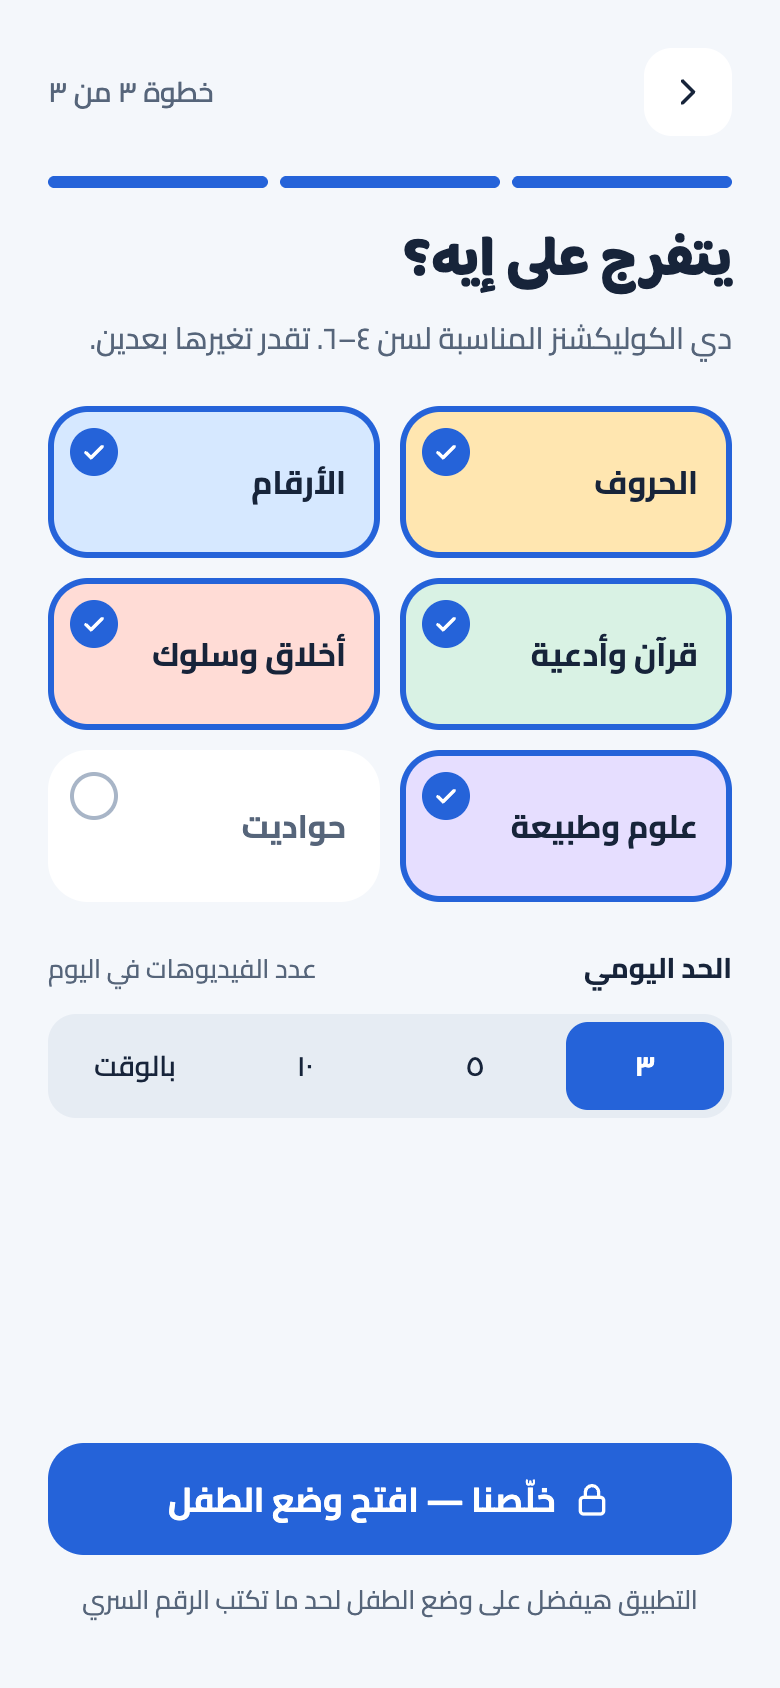 خطوة ٣ من ٣
يتفرج على إيه؟
دي الكوليكشنز المناسبة لسن ٤–٦. تقدر تغيرها بعدين.
الحروف
الأرقام
قرآن وأدعية
أخلاق وسلوك
علوم وطبيعة
حواديت
الحد اليومي
عدد الفيديوهات في اليوم
٣
٥
١٠
بالوقت
خلّصنا — افتح وضع الطفل
التطبيق هيفضل على وضع الطفل لحد ما تكتب الرقم السري